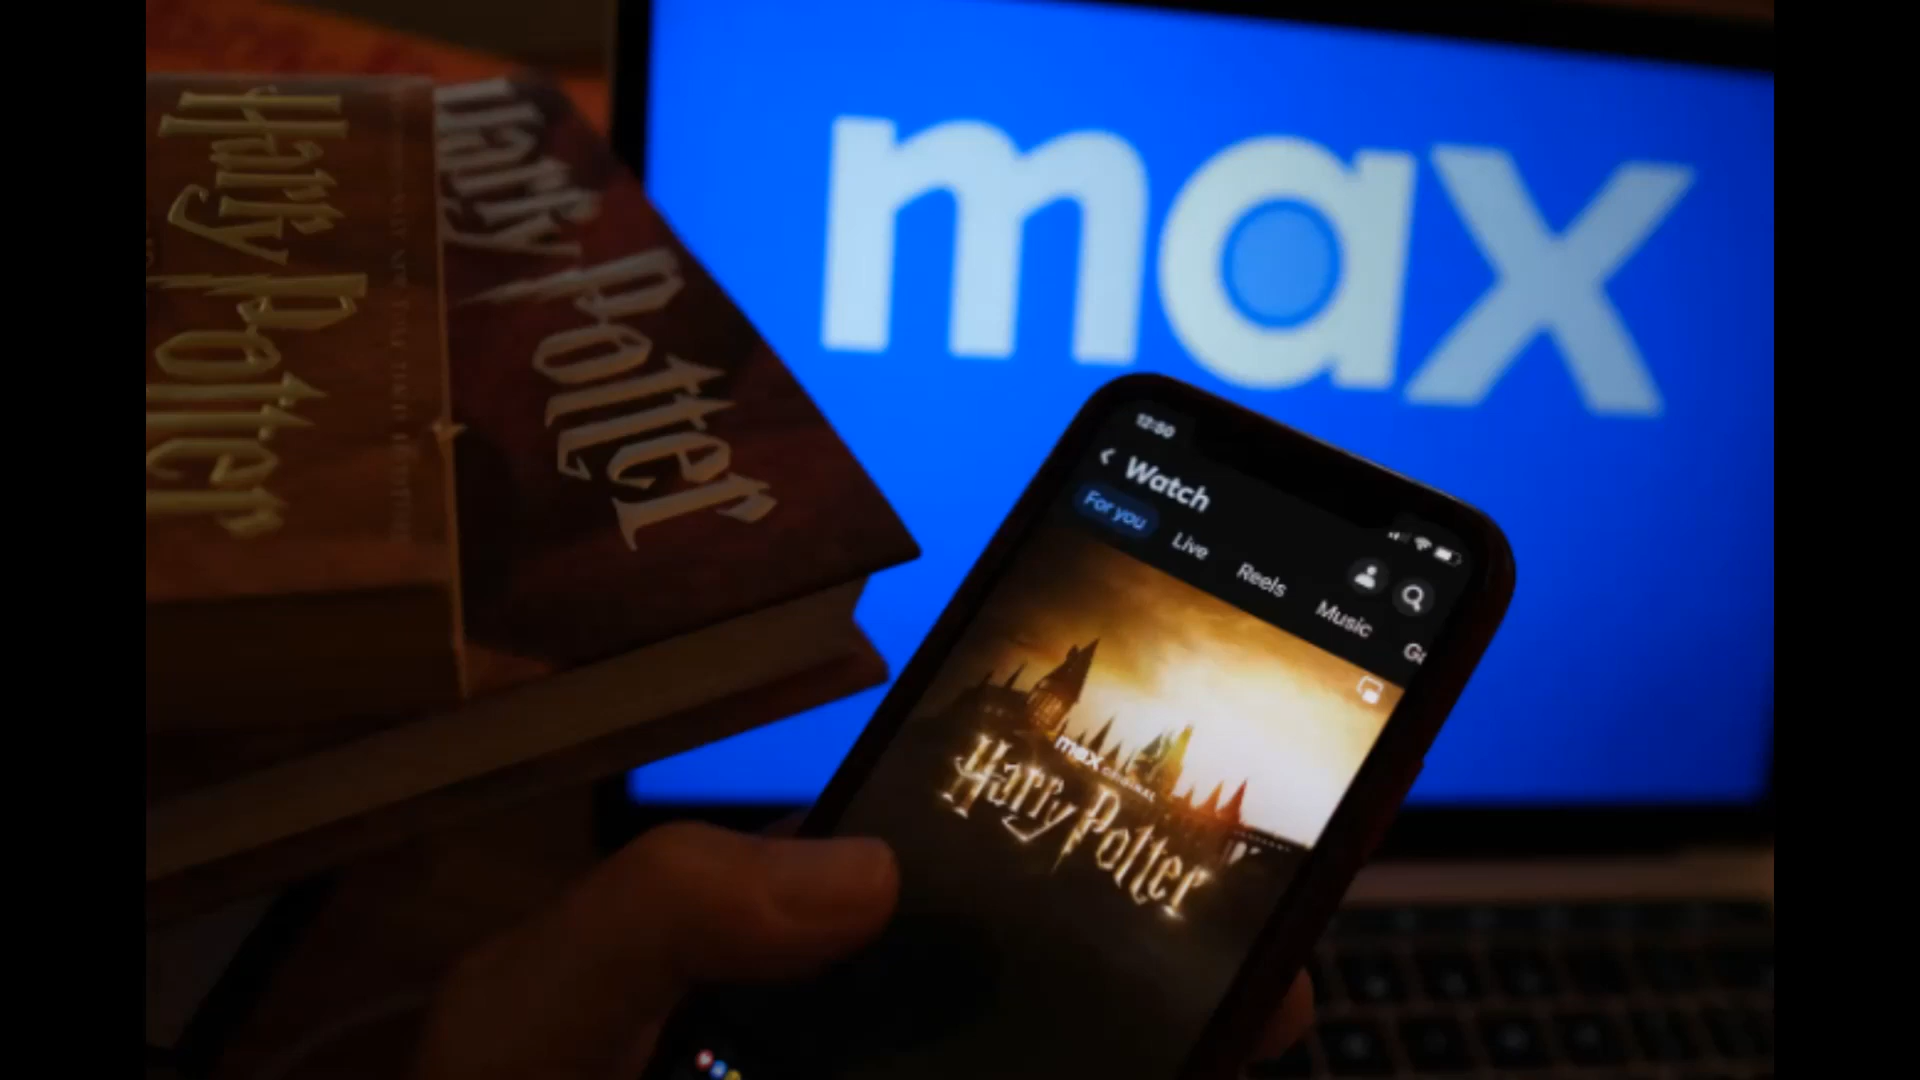 Harry Potter
Harry Potter
max
12:50
Watch
For you
Live
Reels
Music
max ORIGINAL
Harry Potter